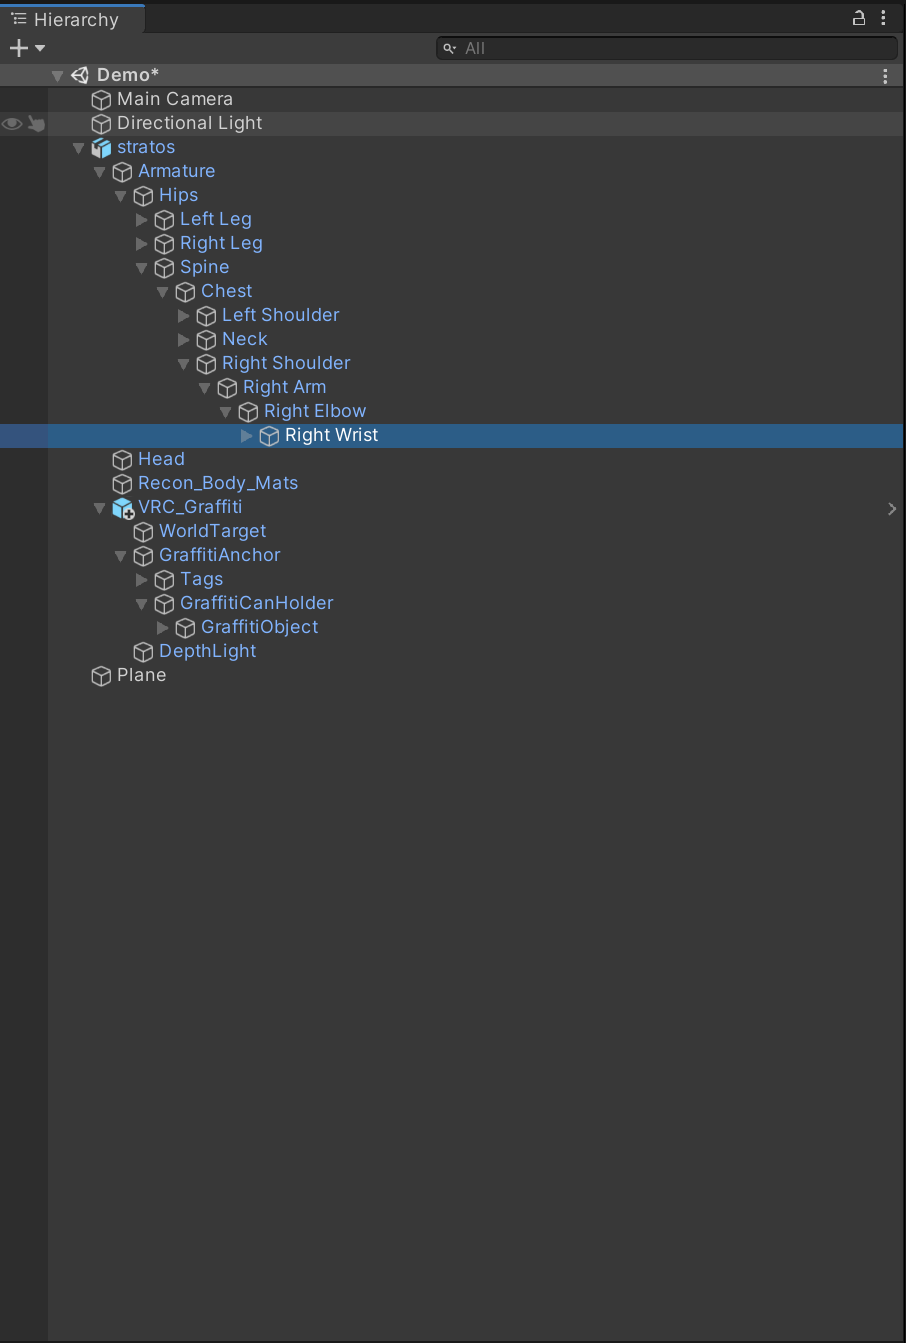 Hierarchy
All
Demo*
Main Camera
Directional Light
stratos
Armature
Hips
Left Leg
Right Leg
Spine
Chest
Left Shoulder
Neck
Right Shoulder
Right Arm
Right Elbow
Right Wrist
Head
Recon_Body_Mats
VRC_Graffiti
WorldTarget
GraffitiAnchor
Tags
GraffitiCanHolder
GraffitiObject
DepthLight
Plane